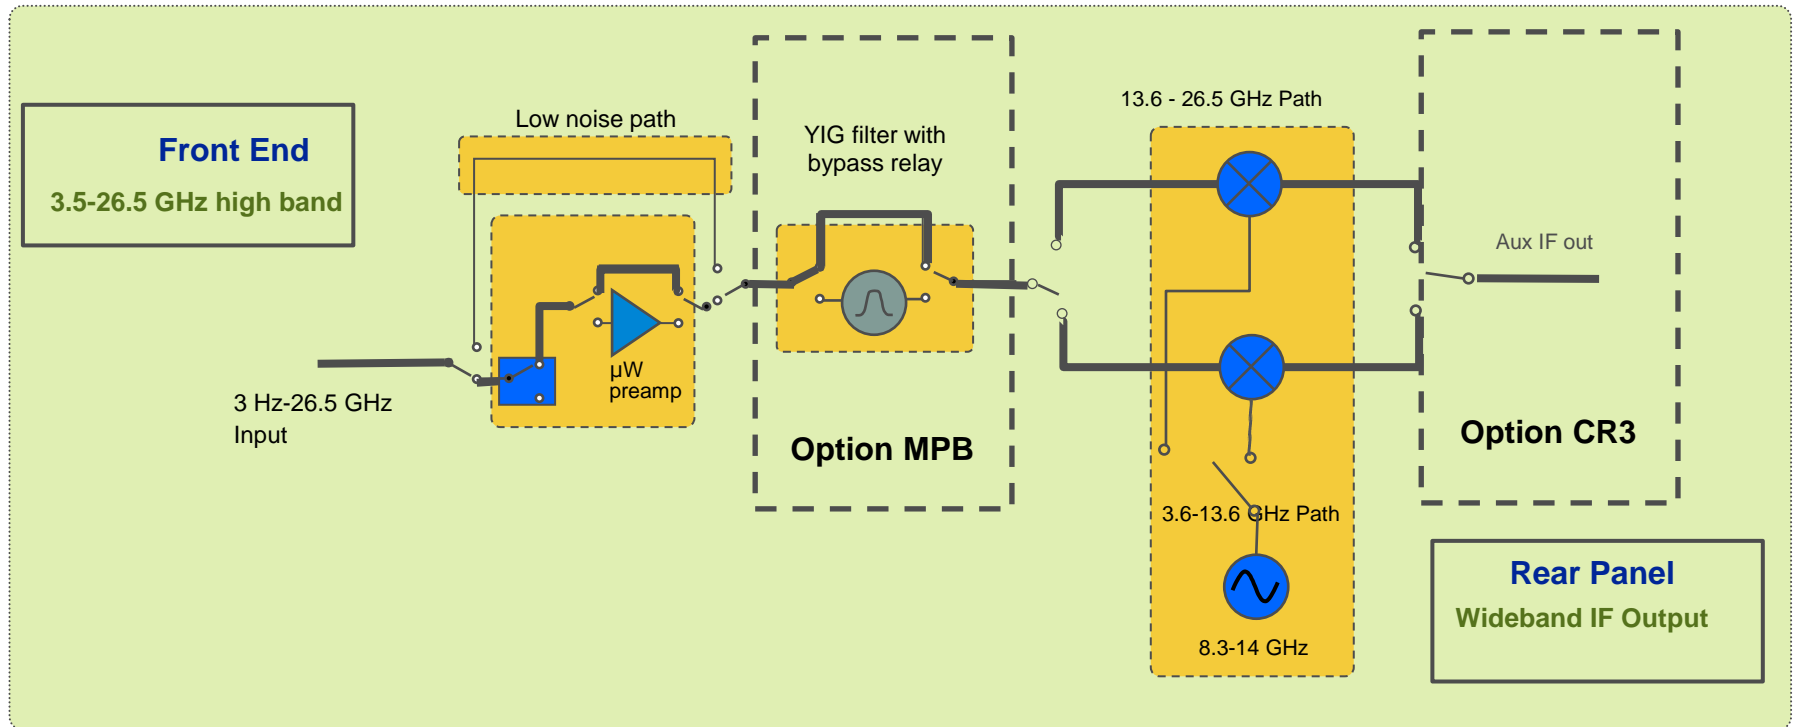 Front End
3.5-26.5 GHz high band
Low noise path
3 Hz-26.5 GHz
Input
µW
preamp
YIG filter with
bypass relay
Option MPB
13.6 - 26.5 GHz Path
3.6-13.6 GHz Path
8.3-14 GHz
Aux IF out
Option CR3
Rear Panel
Wideband IF Output